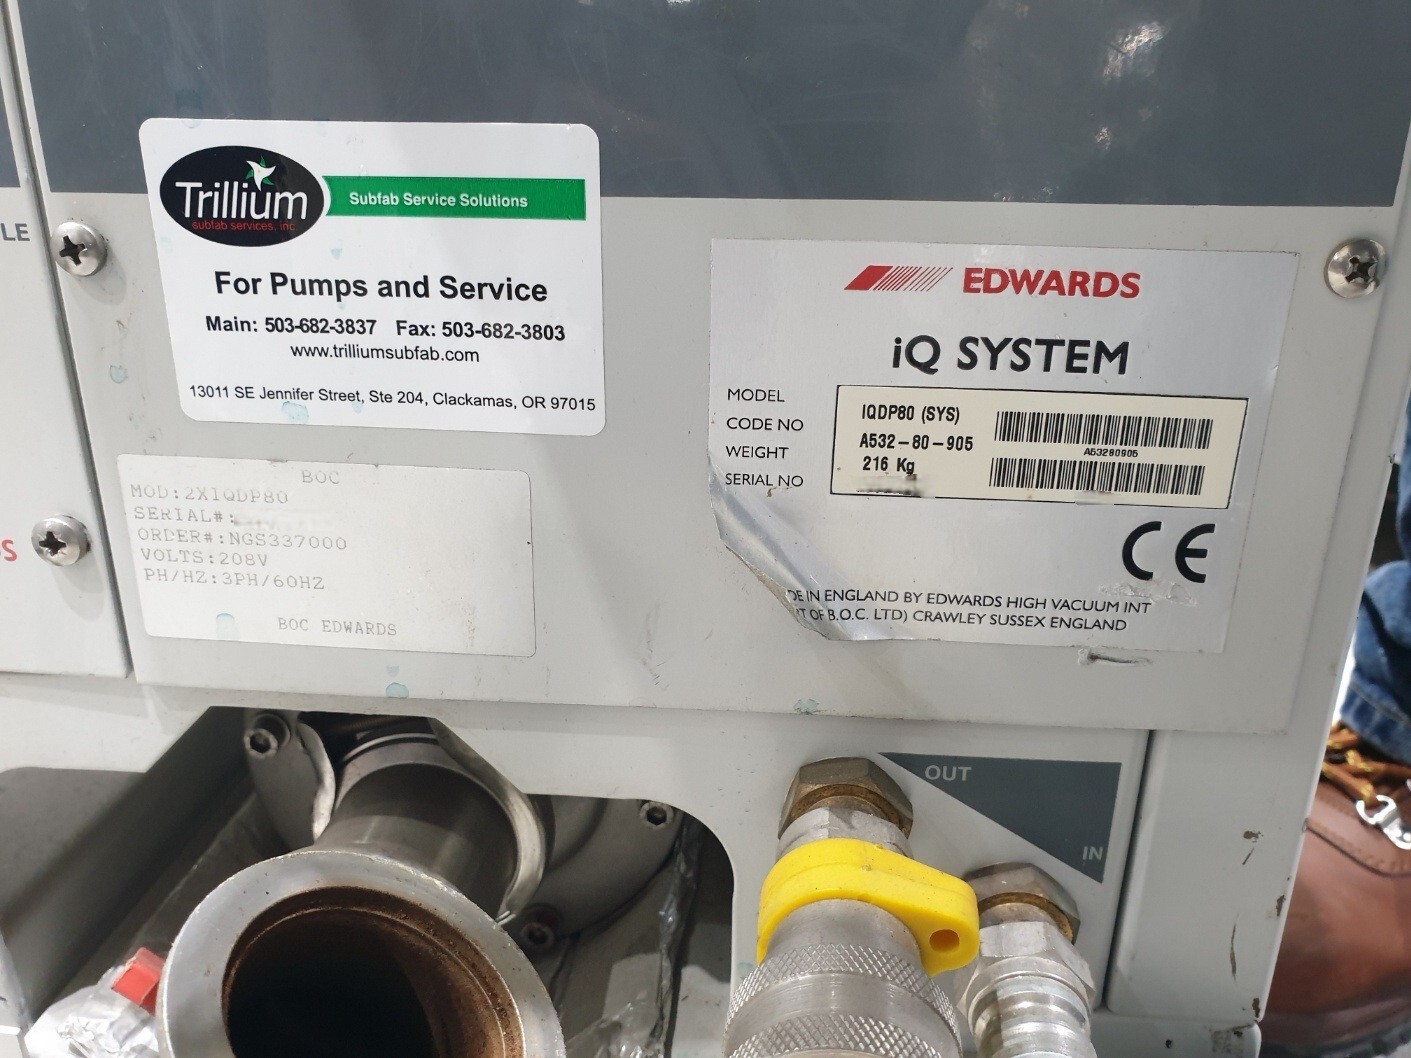 LE
S
Trillium
subfab services, inc
Subfab Service Solutions
For Pumps and Service
Main: 503-682-3837 Fax: 503-682-3803
www.trilliumsubfab.com
13011 SE Jennifer Street, Ste 204, Clackamas, OR 97015
BOC
MOD:2XIQDP80
SERIAL#:
ORDER#:NGS337000
VOLTS:208V
PH/HZ:3PH/60HZ
BOC EDWARDS
EDWARDS
iQ SYSTEM
MODEL IQDP80 (SYS)
CODE NO A532-80-905
A53280905
WEIGHT 216 Kg
SERIAL NO
CE
DE IN ENGLAND BY EDWARDS HIGH VACUUM INT
T OF B.O.C. LTD) CRAWLEY SUSSEX ENGLAND
OUT
IN